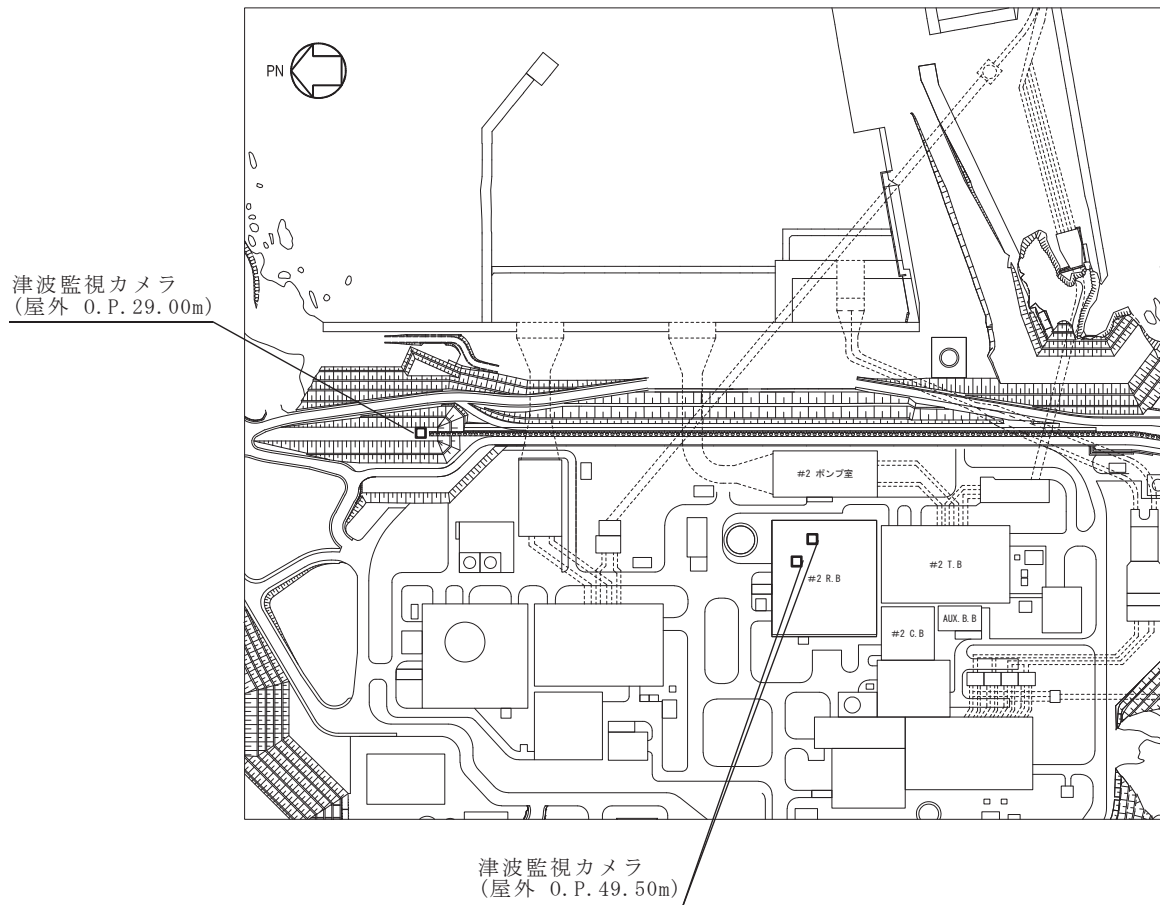 PN
津波監視カメラ
(屋外 O.P.29.00m)
#2 ポンプ室
#2 R.B
#2 T.B
#2 C.B
AUX.B.B
津波監視カメラ
(屋外 O.P.49.50m)